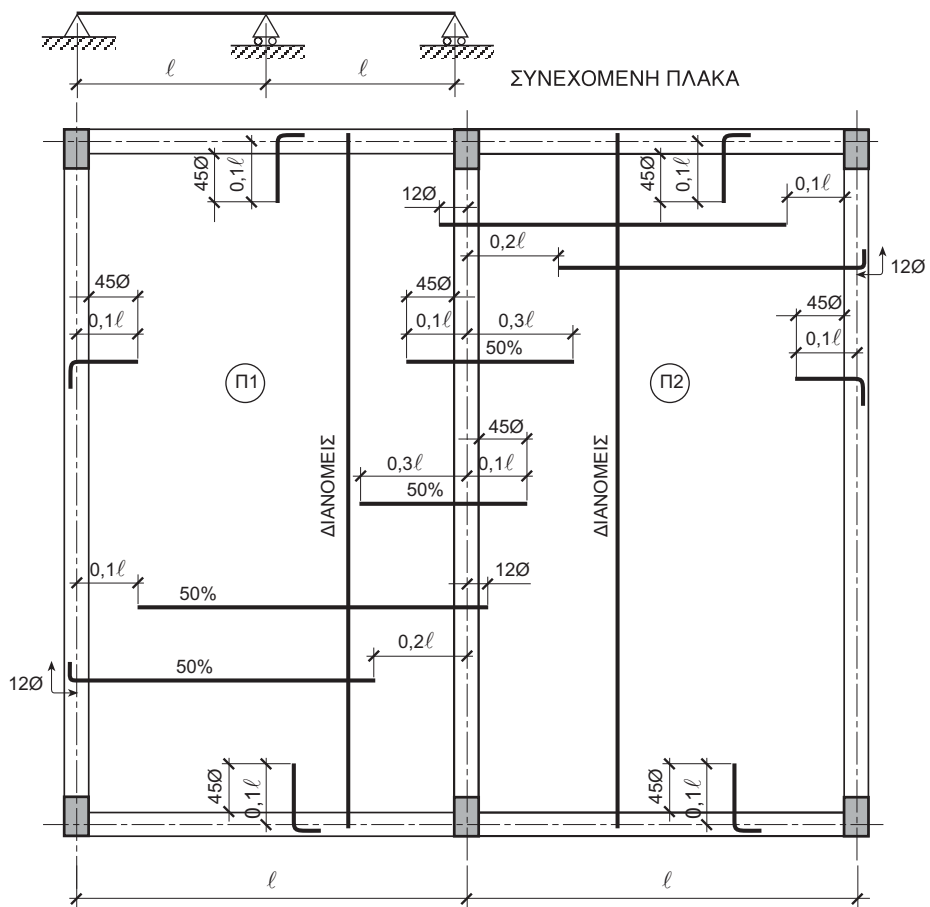 ℓ ℓ
ΣΥΝΕΧΟΜΕΝΗ ΠΛΑΚΑ
45Ø 0,1ℓ
45Ø 0,1ℓ
12Ø
0,1ℓ
0,2ℓ
12Ø
45Ø
0,1ℓ
45Ø
0,1ℓ 0,3ℓ
50%
45Ø
0,1ℓ
Π1
Π2
ΔΙΑΝΟΜΕΙΣ
ΔΙΑΝΟΜΕΙΣ
45Ø
0,3ℓ 0,1ℓ
50%
0,1ℓ
12Ø
50%
0,2ℓ
50%
12Ø
45Ø 0,1ℓ
45Ø 0,1ℓ
ℓ ℓ